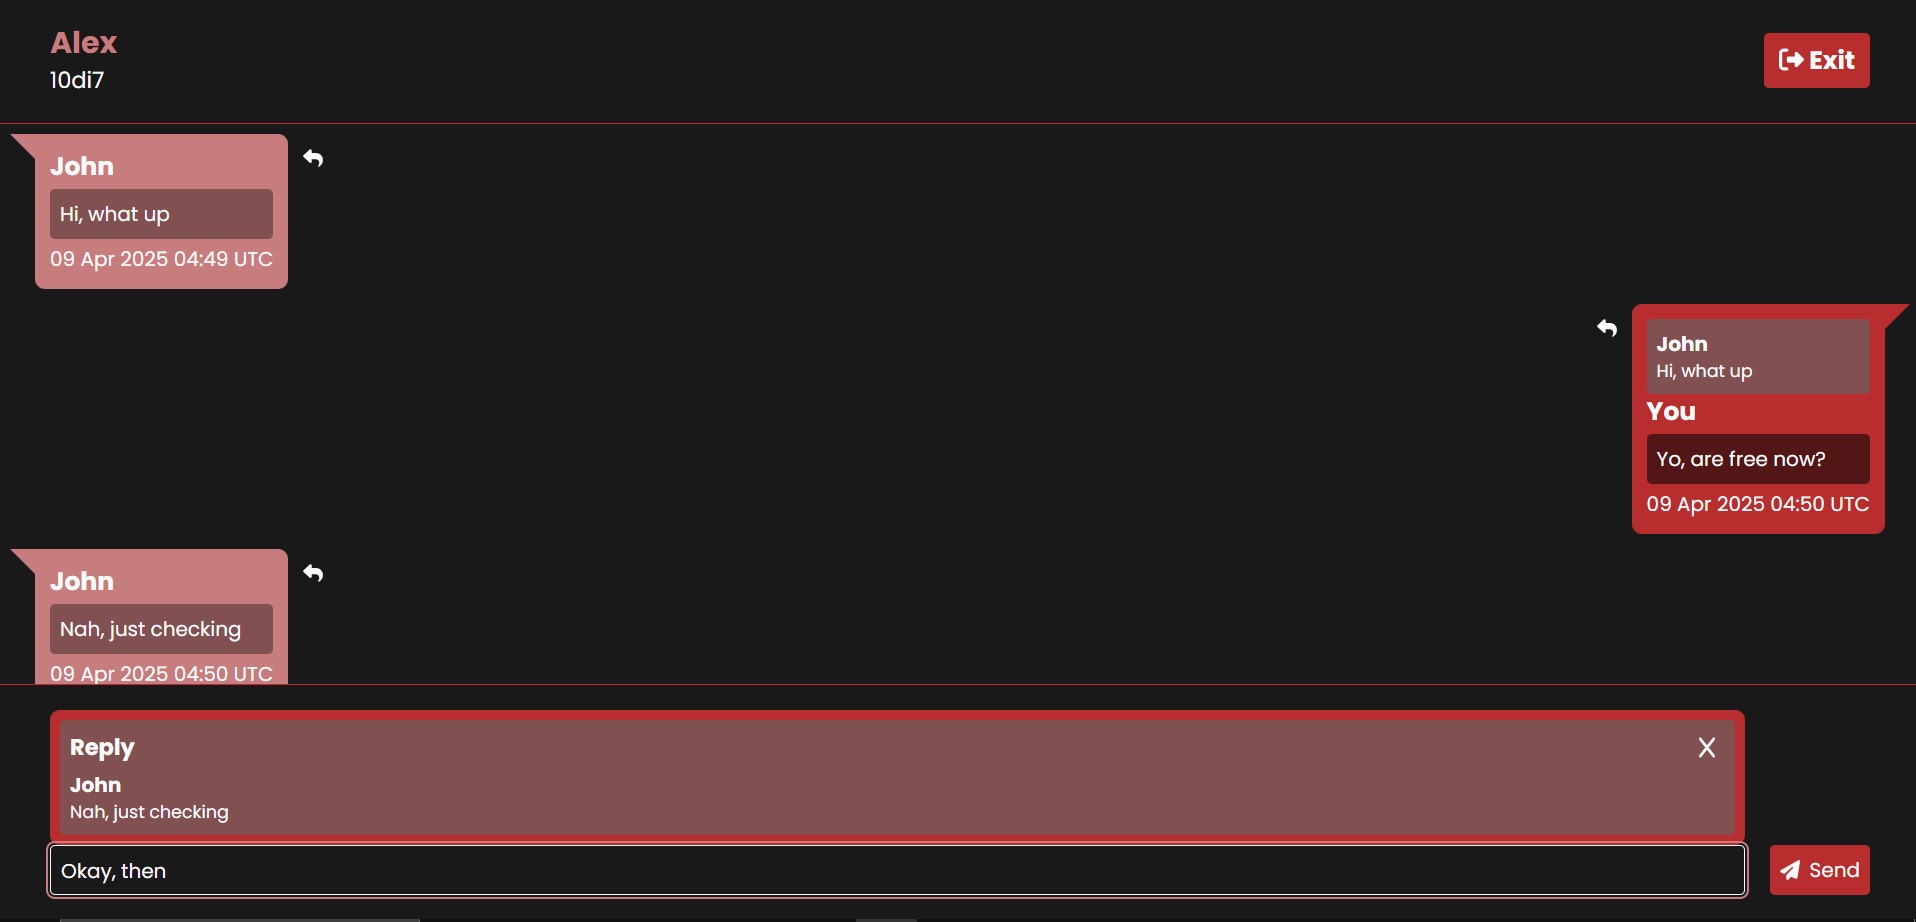 Alex
10di7
Exit
John
Hi, what up
09 Apr 2025 04:49 UTC
John
Hi, what up
You
Yo, are free now?
09 Apr 2025 04:50 UTC
John
Nah, just checking
09 Apr 2025 04:50 UTC
Reply
X
John
Nah, just checking
Okay, then
Send